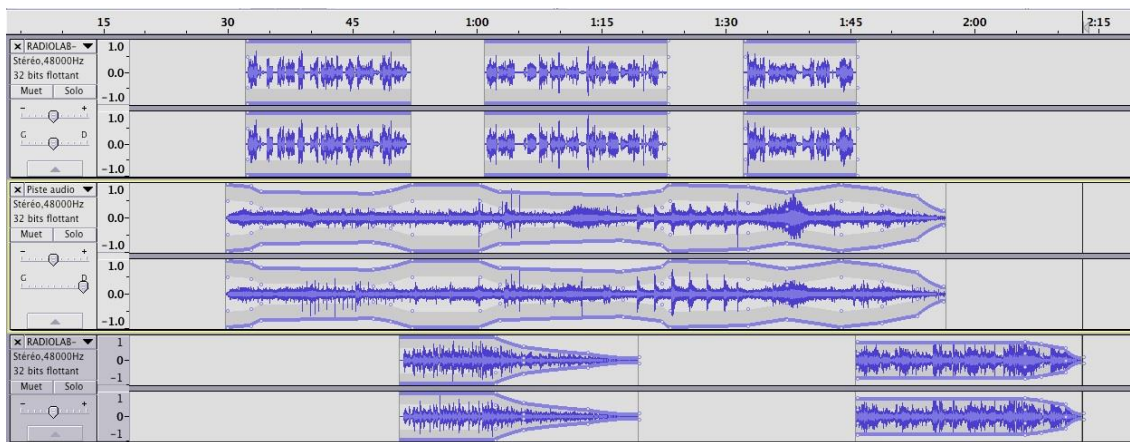 15 30 45 1:00 1:15 1:30 1:45 2:00 2:15
× RADIOLAB- ▼ 1.0
Stéréo,48000Hz
32 bits flottant 0.0-
Muet Solo
- + -1.0
1.0
G D 0.0-
-1.0
× Piste audio ▼ 1.0
Stéréo,48000Hz
32 bits flottant 0.0-
Muet Solo
- + -1.0
1.0
G D 0.0-
-1.0
× RADIOLAB- ▼ 1
Stéréo,48000Hz 0-
32 bits flottant -1
Muet Solo 1
- + 0-
-1